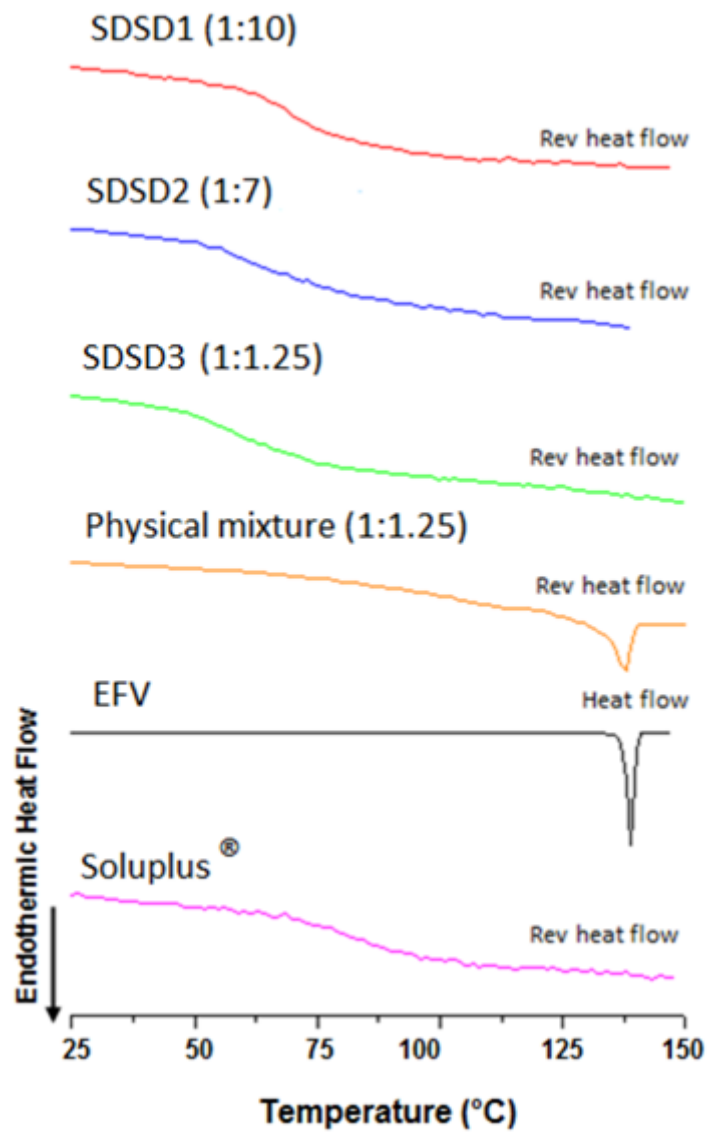 SDSD1 (1:10)
Rev heat flow
SDSD2 (1:7)
Rev heat flow
SDSD3 (1:1.25)
Rev heat flow
Physical mixture (1:1.25)
Rev heat flow
EFV
Heat flow
Soluplus ®
Rev heat flow
Endothermic Heat Flow
25 50 75 100 125 150
Temperature (°C)